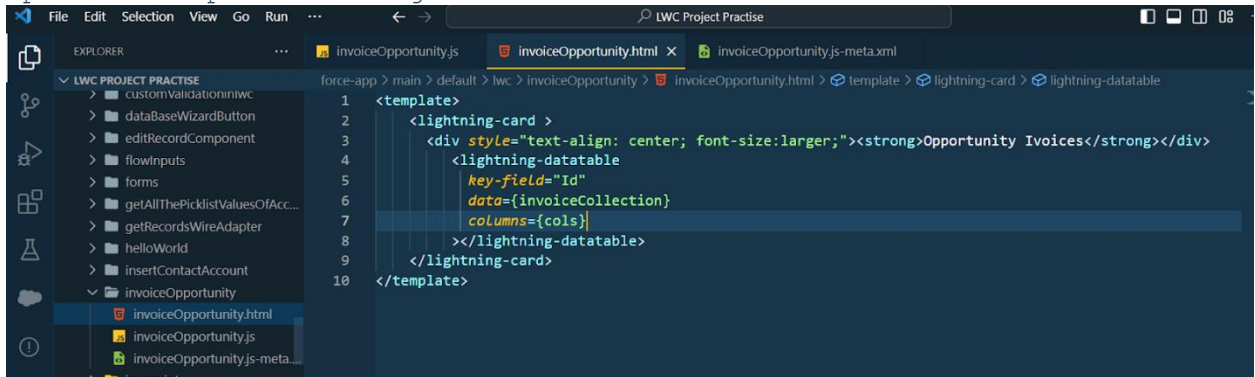 File Edit Selection View Go Run ... LWC Project Practise
EXPLORER ...
invoiceOpportunity.js invoiceOpportunity.html invoiceOpportunity.js-meta.xml
LWC PROJECT PRACTISE
force-app > main > default > lwc > invoiceOpportunity > invoiceOpportunity.html > template > lightning-card > lightning-datatable
customValidationinlwc
dataBaseWizardButton
editRecordComponent
flowInputs
forms
getAllThePicklistValuesOfAcc...
getRecordsWireAdapter
helloWorld
insertContactAccount
invoiceOpportunity
invoiceOpportunity.html
invoiceOpportunity.js
invoiceOpportunity.js-meta....
1 <template>
2 <lightning-card >
3 <div style="text-align: center; font-size:larger;"><strong>Opportunity Ivoices</strong></div>
4 <lightning-datatable
5 key-field="Id"
6 data={invoiceCollection}
7 columns={cols}
8 ></lightning-datatable>
9 </lightning-card>
10 </template>